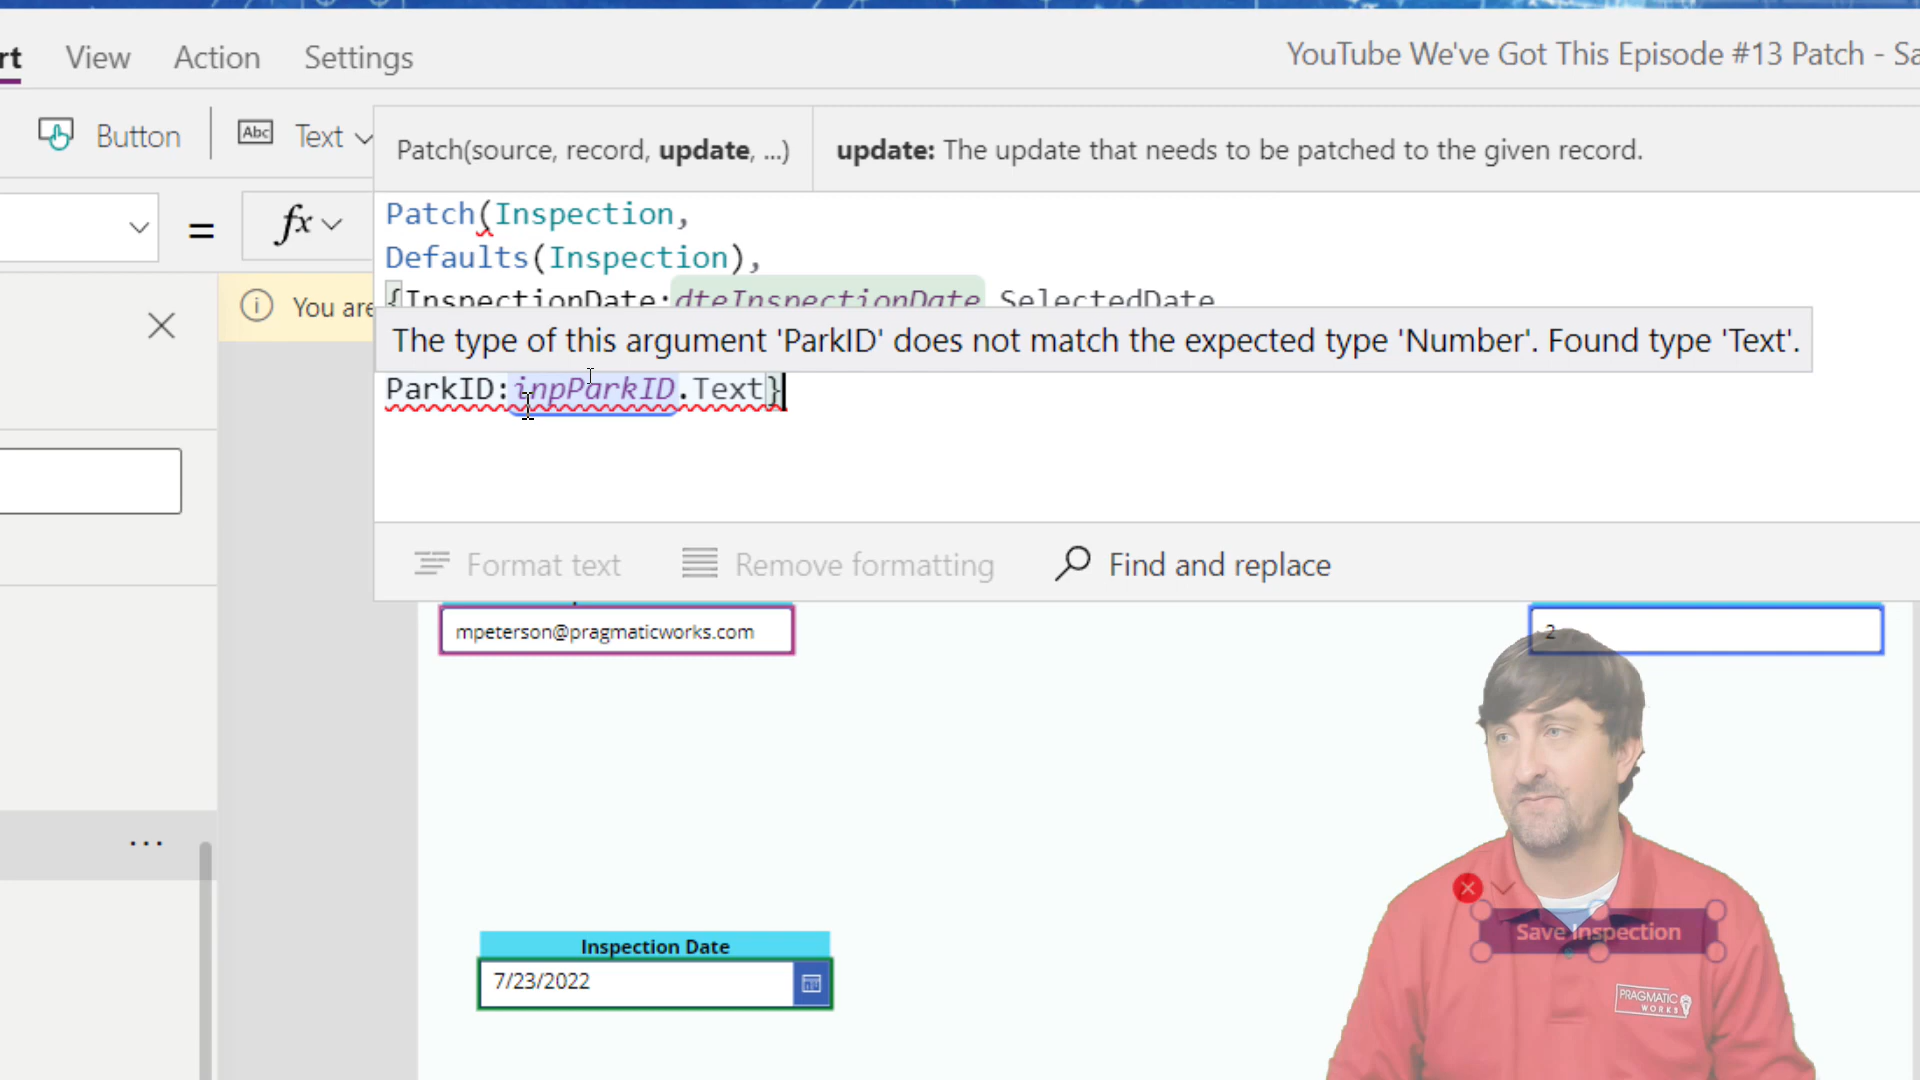 rt View Action Settings
YouTube We've Got This Episode #13 Patch - Sa
Button Abc Text
Patch(source, record, update, ...)
update: The update that needs to be patched to the given record.
= fx
Patch(Inspection,
Defaults(Inspection),
{InspectionDate:dteInspectionDate.SelectedDate
You are
The type of this argument 'ParkID' does not match the expected type 'Number'. Found type 'Text'.
ParkID:inpParkID.Text}
Format text Remove formatting Find and replace
mpeterson@pragmaticworks.com
2
...
Save Inspection
Inspection Date
7/23/2022
PRAGMATIC
WORKS